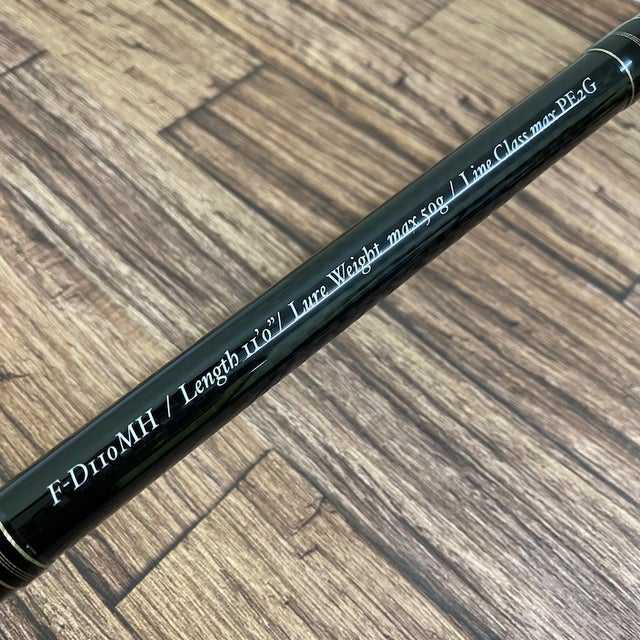 F-D110MH / Length 11'0"/ Lure Weight max 50g / Line Class max PE2G